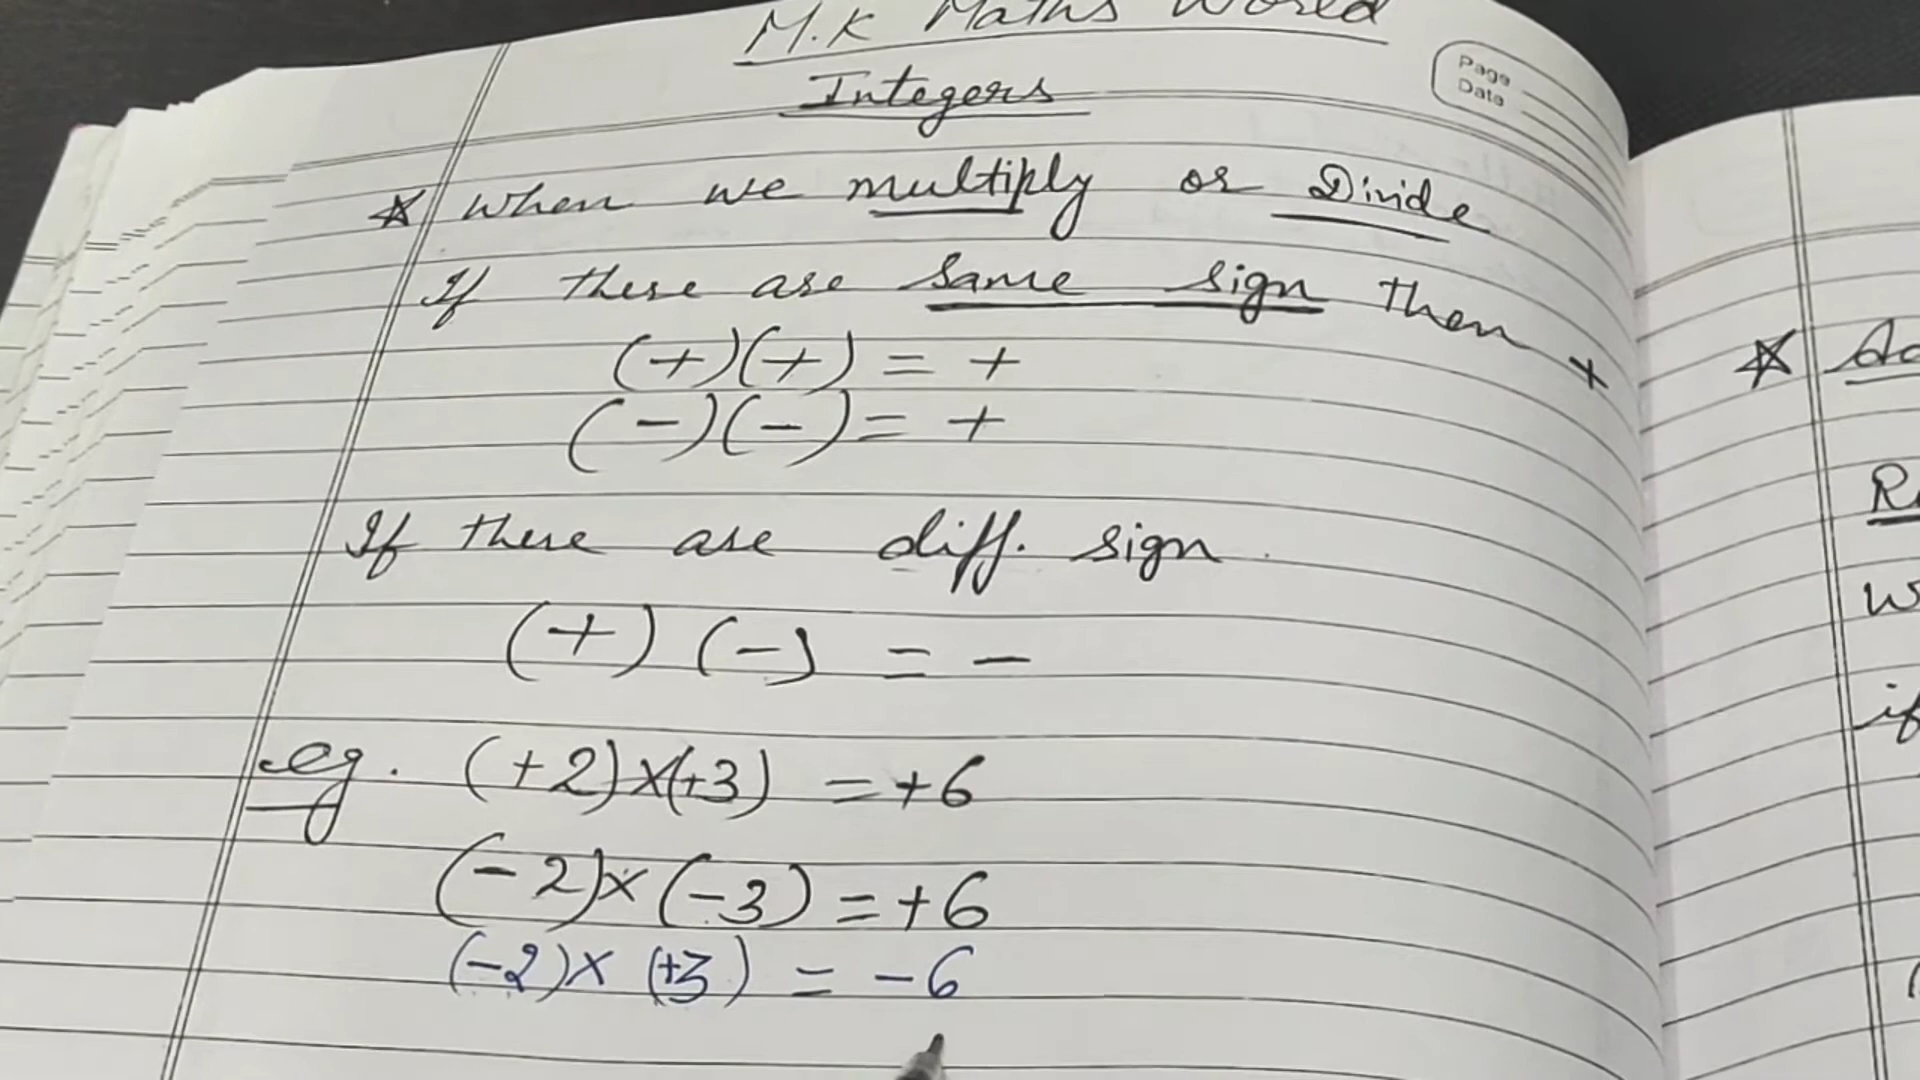 M.K Maths World
Integers
Page
Date
☆ When we multiply or Divide
If there are same sign then +
(+)(+) = +
(-)(-) = +
If there are diff. sign.
(+) (-) = -
eg. (+2)×(+3) = +6
(-2)×(-3) = +6
(-2)× (+3) = -6
☆
if